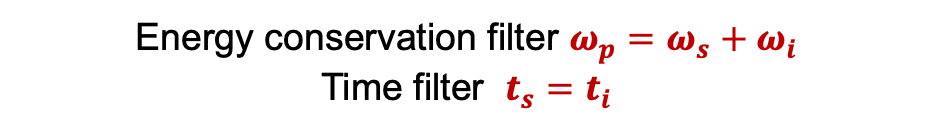 Energy conservation filter ωₚ = ωₛ + ωᵢ
Time filter tₛ = tᵢ